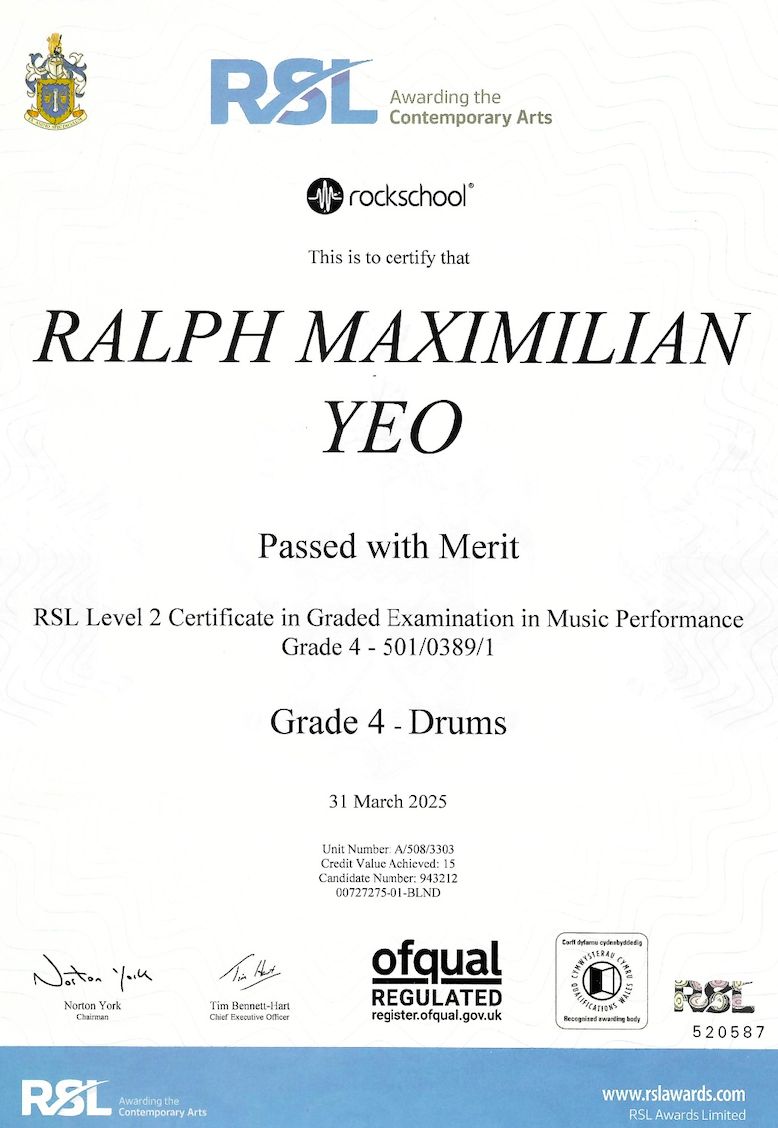 RSL Awarding the
Contemporary Arts
rockschool®
This is to certify that
RALPH MAXIMILIAN
YEO
Passed with Merit
RSL Level 2 Certificate in Graded Examination in Music Performance
Grade 4 - 501/0389/1
Grade 4 - Drums
31 March 2025
Unit Number: A/508/3303
Credit Value Achieved: 15
Candidate Number: 943212
00727275-01-BLND
Norton York
Norton York
Chairman
Tim Hart
Tim Bennett-Hart
Chief Executive Officer
ofqual
REGULATED
register.ofqual.gov.uk
Corff dyfarnu cydnabyddedig
CYMWYSTERAU CYMRU
QUALIFICATIONS WALES
Recognised awarding body
RSL
520587
RSL Awarding the
Contemporary Arts
www.rslawards.com
RSL Awards Limited